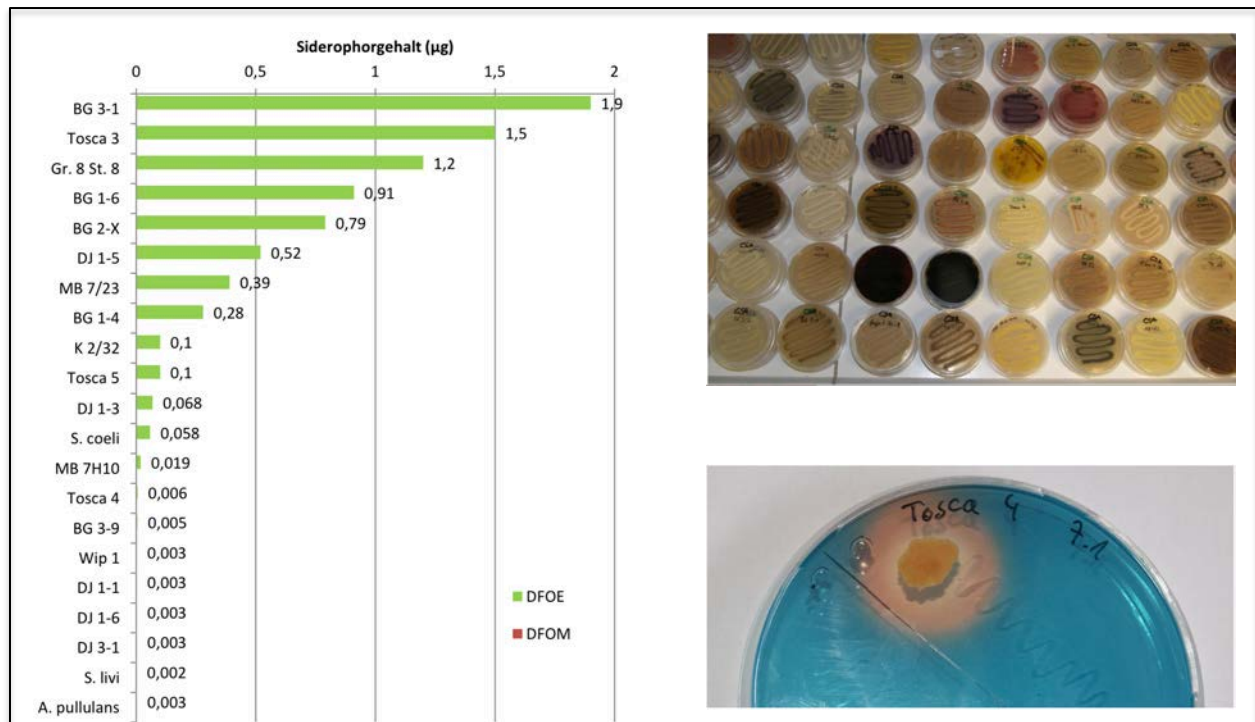 Siderophorgehalt (µg)
0 0,5 1 1,5 2
BG 3-1 1,9
Tosca 3 1,5
Gr. 8 St. 8 1,2
BG 1-6 0,91
BG 2-X 0,79
DJ 1-5 0,52
MB 7/23 0,39
BG 1-4 0,28
K 2/32 0,1
Tosca 5 0,1
DJ 1-3 0,068
S. coeli 0,058
MB 7H10 0,019
Tosca 4 0,006
BG 3-9 0,005
Wip 1 0,003
DJ 1-1 0,003
DJ 1-6 0,003
DJ 3-1 0,003
S. livi 0,002
A. pullulans 0,003
DFOE
DFOM
Tosca 4 7.1